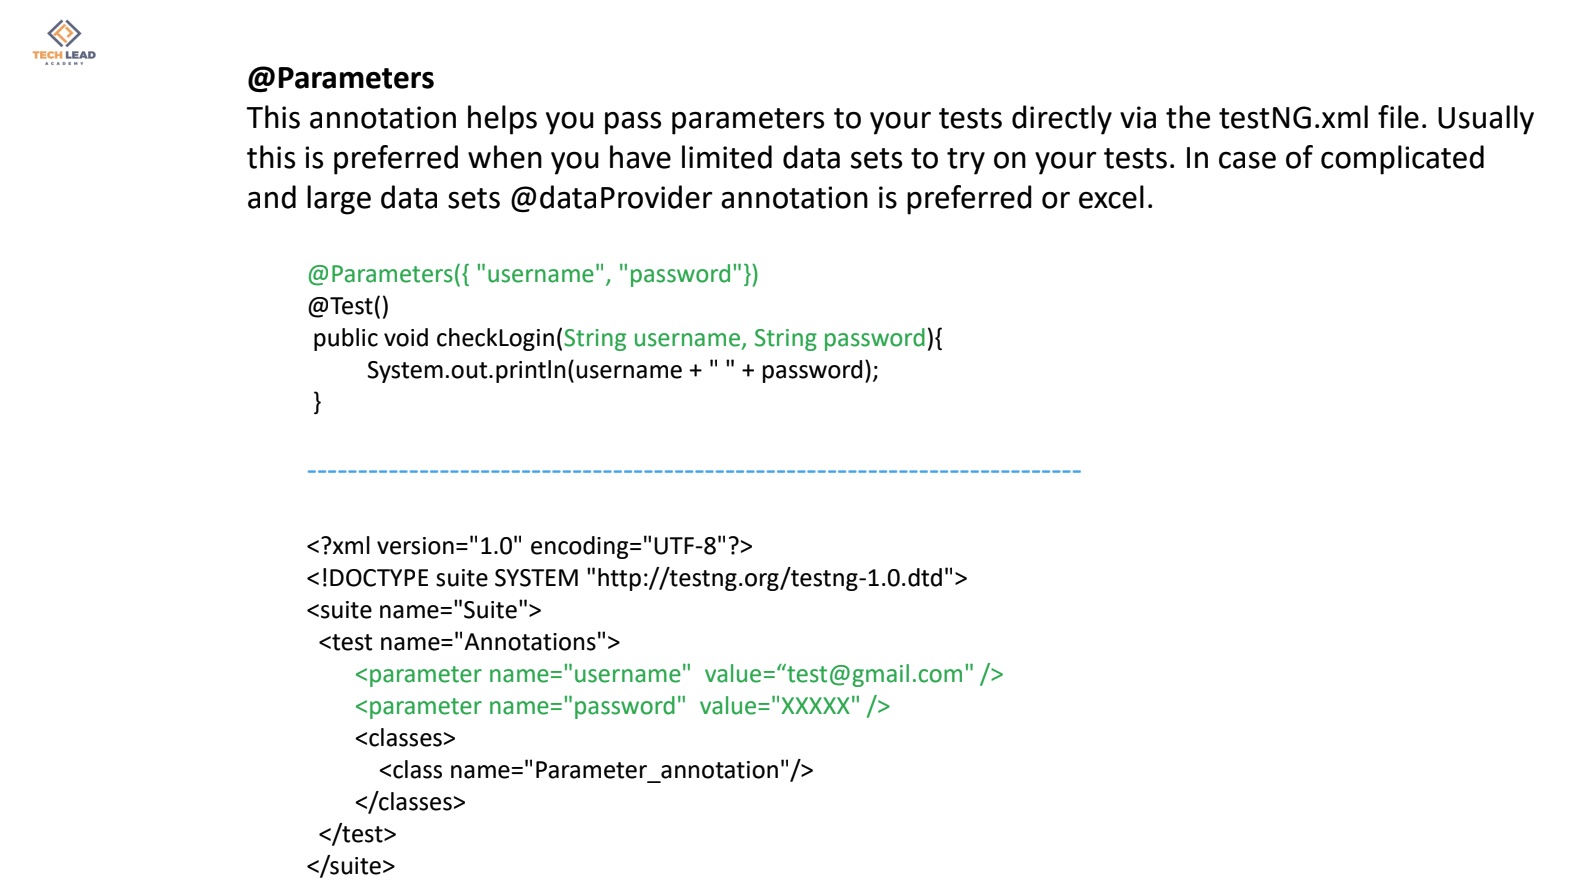 TECH LEAD
ACADEMY
@Parameters
This annotation helps you pass parameters to your tests directly via the testNG.xml file. Usually
this is preferred when you have limited data sets to try on your tests. In case of complicated
and large data sets @dataProvider annotation is preferred or excel.
@Parameters({ "username", "password"})
@Test()
public void checkLogin(String username, String password){
System.out.println(username + " " + password);
}
----------------------------------------------------------------------------
<?xml version="1.0" encoding="UTF-8"?>
<!DOCTYPE suite SYSTEM "http://testng.org/testng-1.0.dtd">
<suite name="Suite">
<test name="Annotations">
<parameter name="username"  value=“test@gmail.com" />
<parameter name="password"  value="XXXXX" />
<classes>
<class name="Parameter_annotation"/>
</classes>
</test>
</suite>